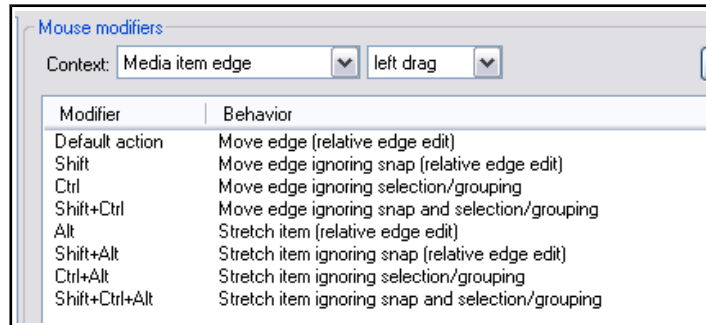 Mouse modifiers
Context: Media item edge left drag
Modifier Behavior
Default action Move edge (relative edge edit)
Shift Move edge ignoring snap (relative edge edit)
Ctrl Move edge ignoring selection/grouping
Shift+Ctrl Move edge ignoring snap and selection/grouping
Alt Stretch item (relative edge edit)
Shift+Alt Stretch item ignoring snap (relative edge edit)
Ctrl+Alt Stretch item ignoring selection/grouping
Shift+Ctrl+Alt Stretch item ignoring snap and selection/grouping